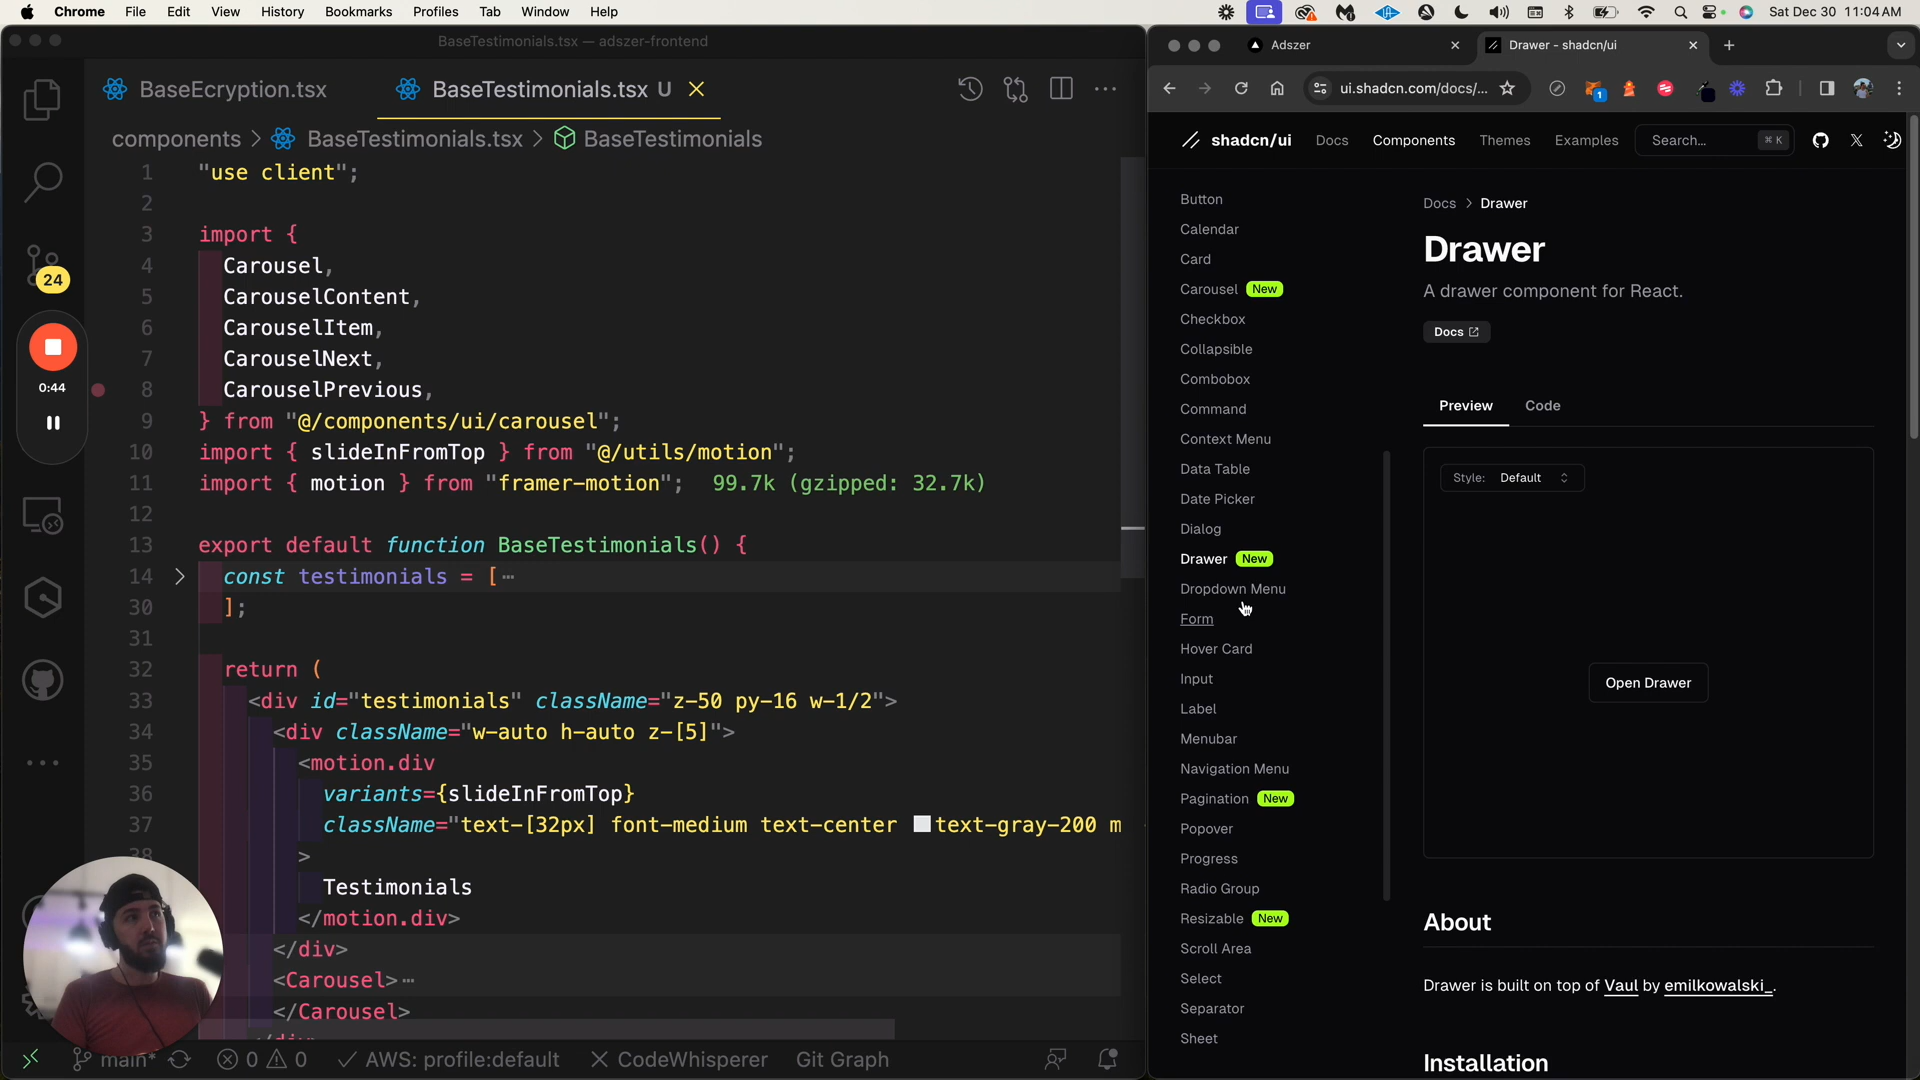 Chrome File Edit View History Bookmarks Profiles Tab Window Help
Sat Dec 30 11:04 AM
BaseTestimonials.tsx — adszer-frontend
BaseEcryption.tsx
BaseTestimonials.tsx U
components > BaseTestimonials.tsx > BaseTestimonials
24
0:44
1 "use client";
2
3 import {
4 Carousel,
5 CarouselContent,
6 CarouselItem,
7 CarouselNext,
8 CarouselPrevious,
9 } from "@/components/ui/carousel";
10 import { slideInFromTop } from "@/utils/motion";
11 import { motion } from "framer-motion"; 99.7k (gzipped: 32.7k)
12
13 export default function BaseTestimonials() {
14 const testimonials = [⋯
30 ];
31
32 return (
33 <div id="testimonials" className="z-50 py-16 w-1/2">
34 <div className="w-auto h-auto z-[5]">
35 <motion.div
36 variants={slideInFromTop}
37 className="text-[32px] font-medium text-center text-gray-200 m
38 >
Testimonials
</motion.div>
</div>
<Carousel>⋯
</Carousel>
main* 0 0 AWS: profile:default CodeWhisperer Git Graph
Adszer
Drawer - shadcn/ui
ui.shadcn.com/docs/...
1
shadcn/ui Docs Components Themes Examples Search... ⌘ K
Button
Calendar
Card
Carousel New
Checkbox
Collapsible
Combobox
Command
Context Menu
Data Table
Date Picker
Dialog
Drawer New
Dropdown Menu
Form
Hover Card
Input
Label
Menubar
Navigation Menu
Pagination New
Popover
Progress
Radio Group
Resizable New
Scroll Area
Select
Separator
Sheet
Docs > Drawer
Drawer
A drawer component for React.
Docs
Preview Code
Style: Default
Open Drawer
About
Drawer is built on top of Vaul by emilkowalski_.
Installation